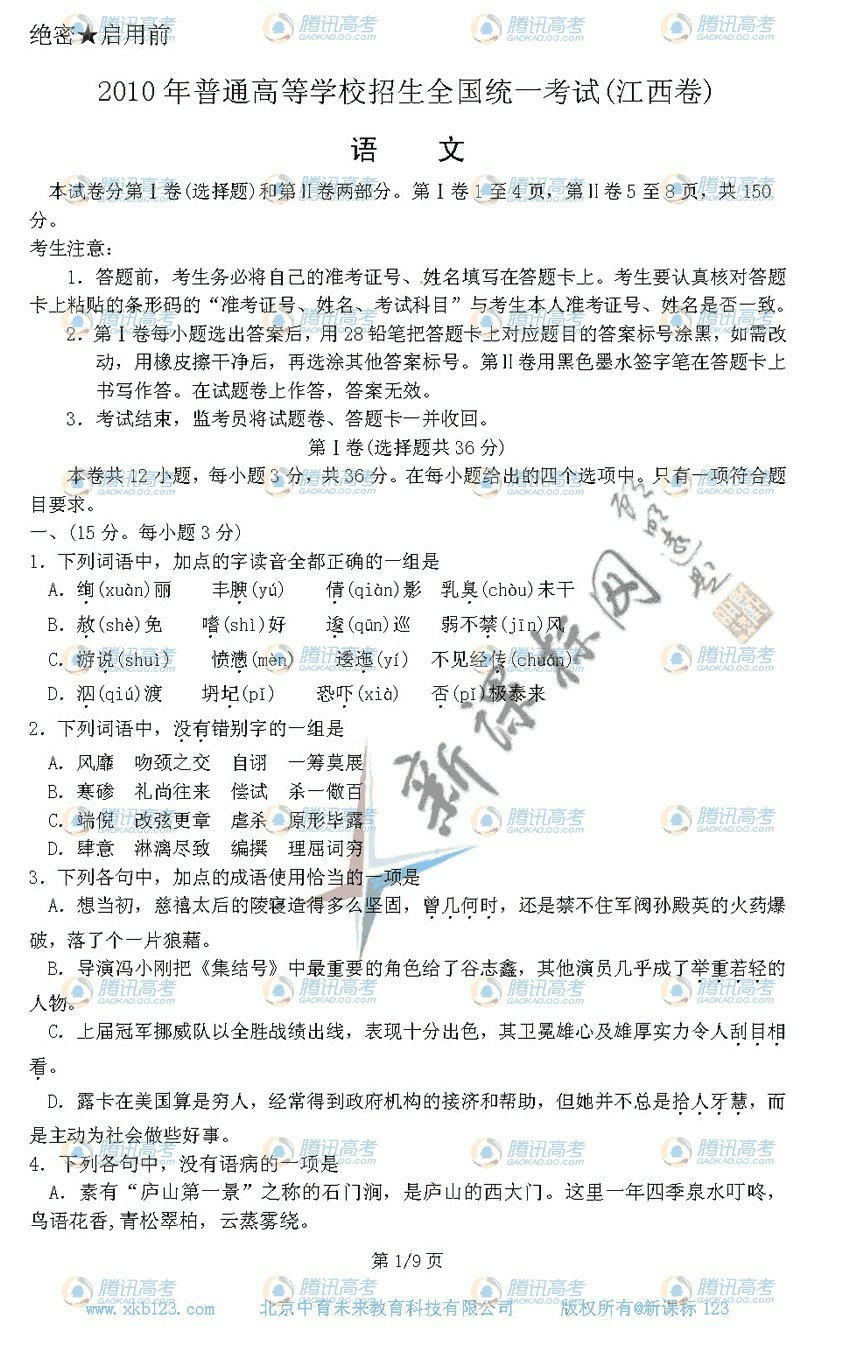 绝密★启用前
2010 年普通高等学校招生全国统一考试(江西卷)
语 文
本试卷分第Ⅰ卷(选择题)和第Ⅱ卷两部分。第Ⅰ卷 1 至 4 页，第Ⅱ卷 5 至 8 页，共 150
分。
考生注意：
1．答题前，考生务必将自己的准考证号、姓名填写在答题卡上。考生要认真核对答题
卡上粘贴的条形码的“准考证号、姓名、考试科目”与考生本人准考证号、姓名是否一致。
2．第Ⅰ卷每小题选出答案后，用 28 铅笔把答题卡上对应题目的答案标号涂黑，如需改
动，用橡皮擦干净后，再选涂其他答案标号。第Ⅱ卷用黑色墨水签字笔在答题卡上
书写作答。在试题卷上作答，答案无效。
3．考试结束，监考员将试题卷、答题卡一并收回。
第Ⅰ卷(选择题共 36 分)
本卷共 12 小题，每小题 3 分，共 36 分。在每小题给出的四个选项中。只有一项符合题
目要求。
一、(15 分。每小题 3 分)
1．下列词语中，加点的字读音全都正确的一组是
A．绚(xuàn)丽 丰腴(yú) 倩(qiàn)影 乳臭(chòu)未干
B．赦(shè)免 嗜(shì)好 逡(qūn)巡 弱不禁(jīn)风
C．游说(shuì) 愤懑(mèn) 逶迤(yí) 不见经传(chuán)
D．泅(qiú)渡 坍圮(pǐ) 恐吓(xià) 否(pǐ)极泰来
2．下列词语中，没有错别字的一组是
A．风靡 吻颈之交 自诩 一筹莫展
B．寒碜 礼尚往来 偿试 杀一儆百
C．端倪 改弦更章 虐杀 原形毕露
D．肆意 淋漓尽致 编撰 理屈词穷
3．下列各句中，加点的成语使用恰当的一项是
A．想当初，慈禧太后的陵寝造得多么坚固，曾几何时，还是禁不住军阀孙殿英的火药爆
破，落了个一片狼藉。
B．导演冯小刚把《集结号》中最重要的角色给了谷志鑫，其他演员几乎成了举重若轻的
人物。
C．上届冠军挪威队以全胜战绩出线，表现十分出色，其卫冕雄心及雄厚实力令人刮目相
看。
D．露卡在美国算是穷人，经常得到政府机构的接济和帮助，但她并不总是拾人牙慧，而
是主动为社会做些好事。
4．下列各句中，没有语病的一项是
A．素有“庐山第一景”之称的石门涧，是庐山的西大门。这里一年四季泉水叮咚，
鸟语花香,青松翠柏，云蒸雾绕。
第 1/9 页
www.xkb123.com 北京中育未来教育科技有限公司 版权所有@新课标 123
新课标网
腾讯高考
GAOKAO.QQ.COM